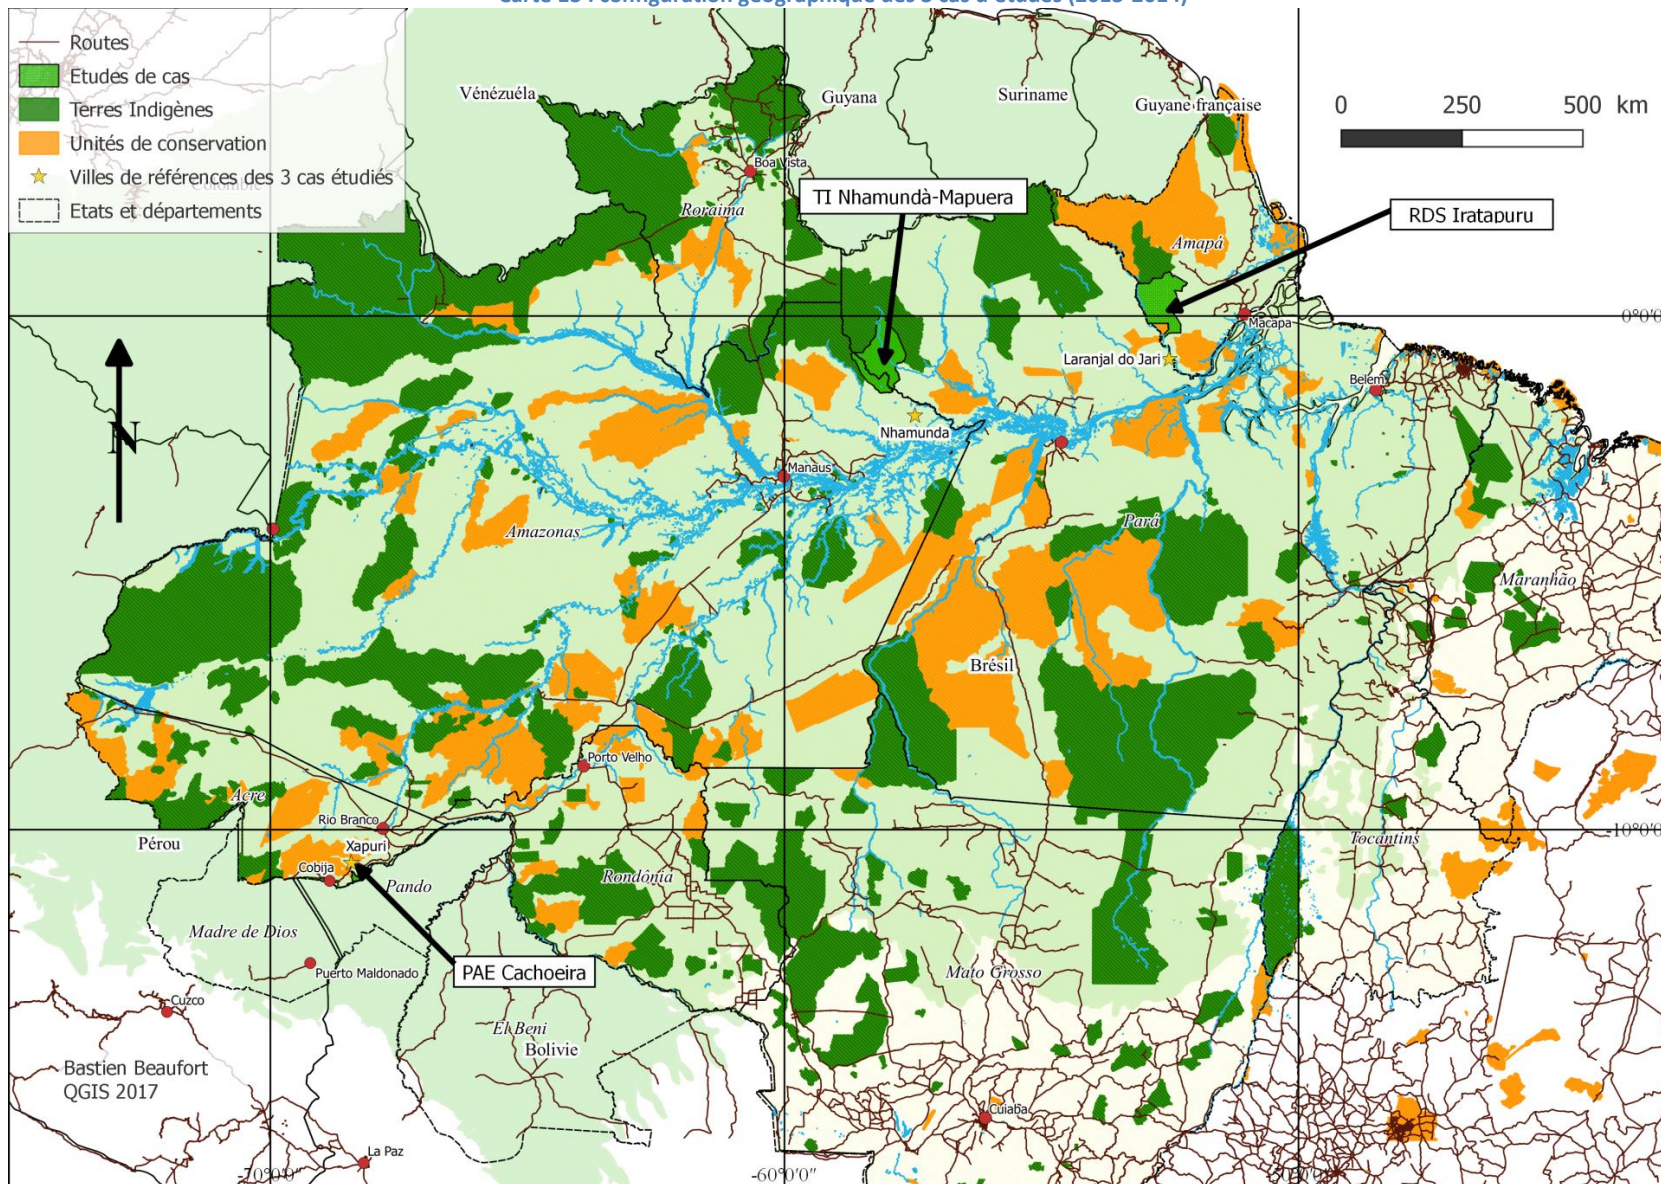 Routes
Etudes de cas
Terres Indigènes
Unités de conservation
Villes de références des 3 cas étudiés
Etats et départements
Vénézuéla
Guyana
Suriname
Guyane française
0 250 500 km
Boa Vista
TI Nhamundà-Mapuera
RDS Iratapuru
Roraima
Amapá
Macapa
Laranjal do Jari
Belem
N
Nhamunda
Manaus
Amazonas
Pará
Maranhão
Brésil
Porto Velho
Acre
Rio Branco
Pérou
Xapuri
Cobija
Pando
Rondônia
Tocantins
-10°0'0
Madre de Dios
Puerto Maldonado
PAE Cachoeira
Mato Grosso
Cuzco
El Beni
Bolivie
Bastien Beaufort
QGIS 2017
Cuiaba
La Paz
-70°0'0"
-60°0'0"